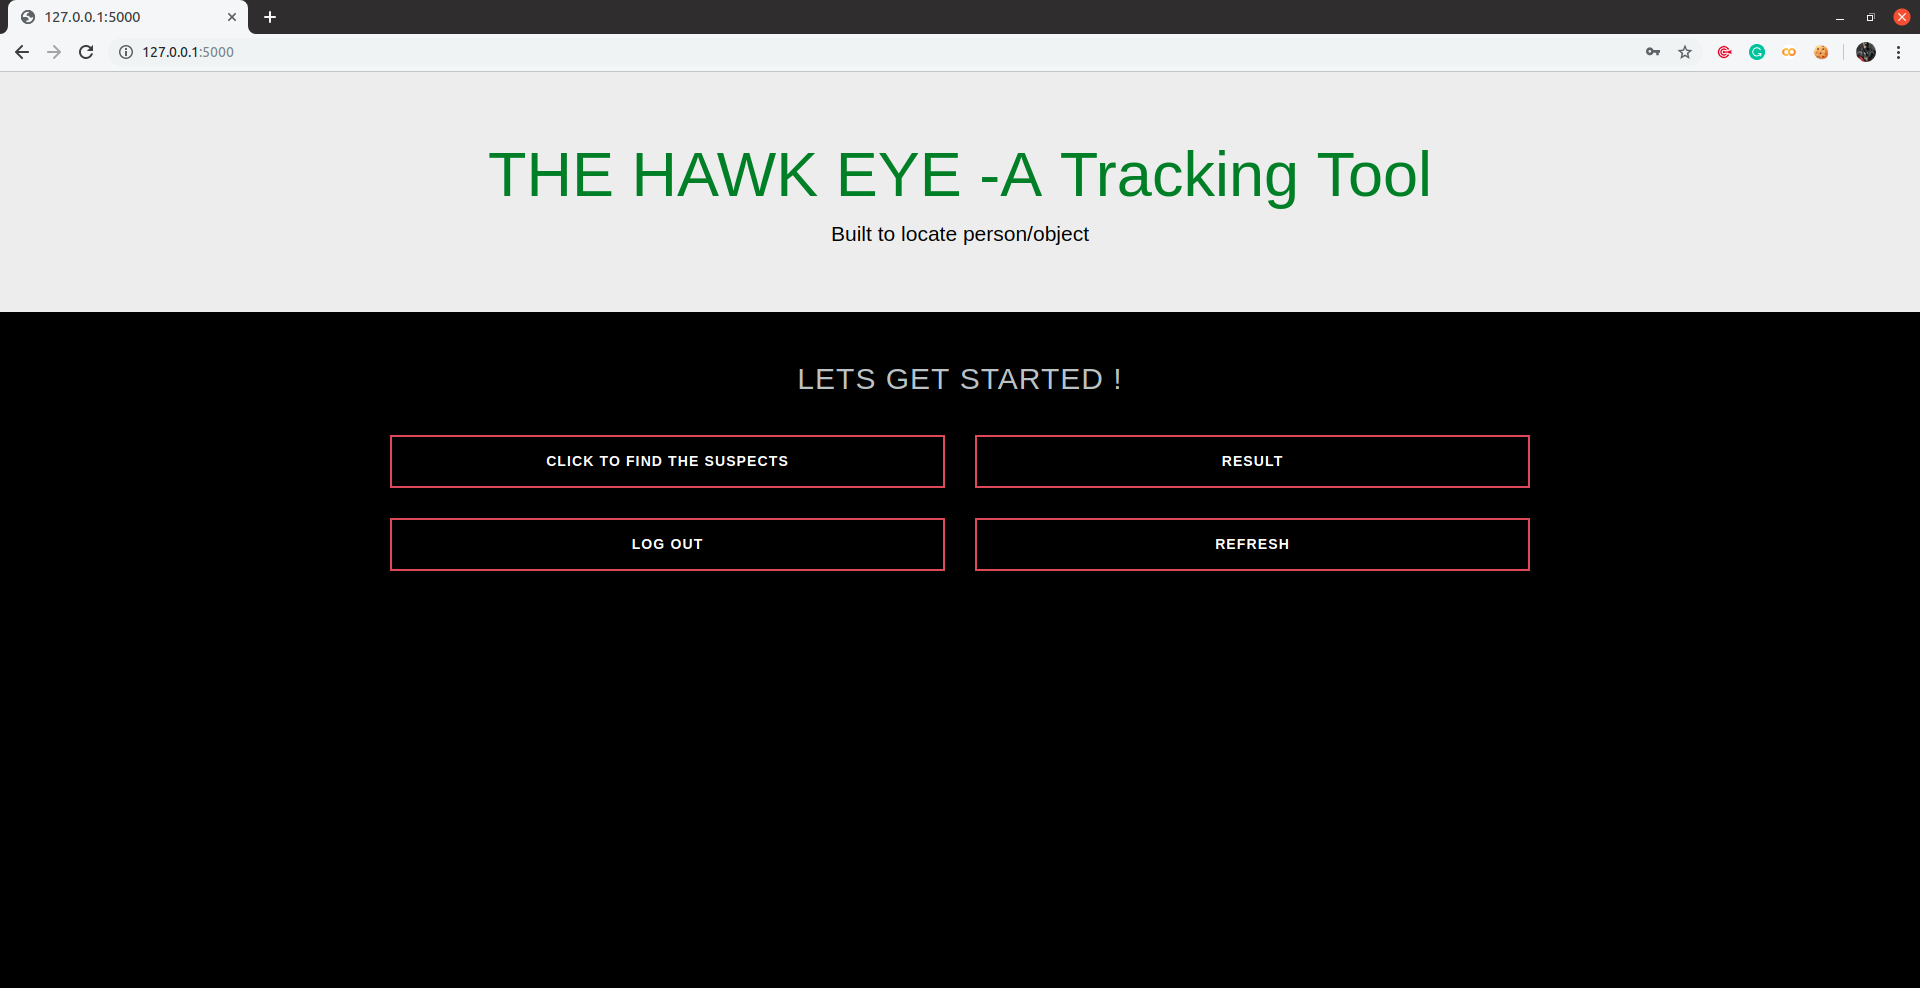 127.0.0.1:5000
127.0.0.1:5000
THE HAWK EYE -A Tracking Tool
Built to locate person/object
LETS GET STARTED !
CLICK TO FIND THE SUSPECTS
RESULT
LOG OUT
REFRESH